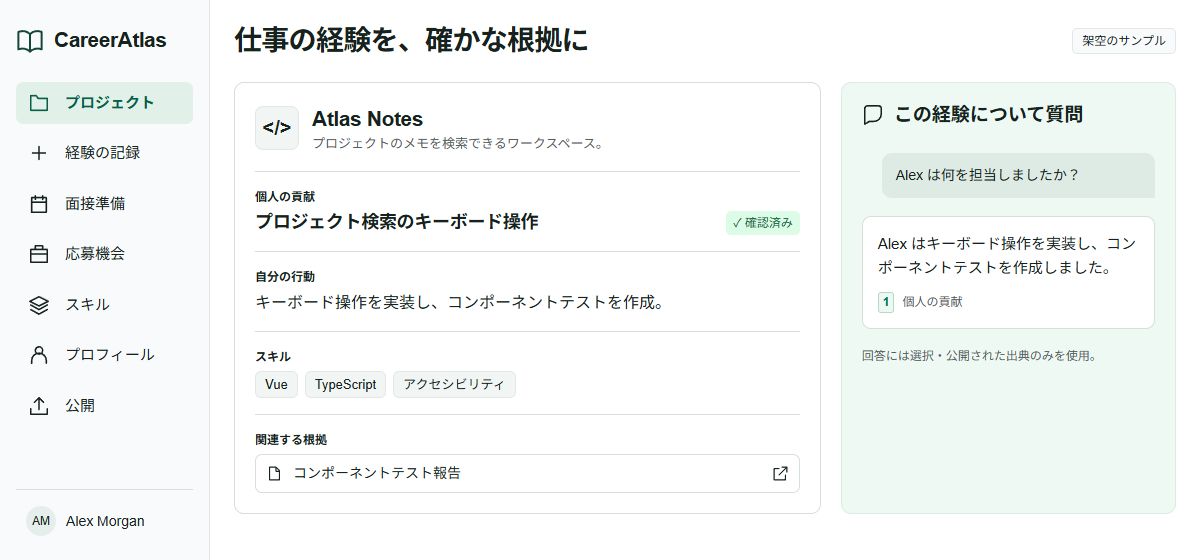 CareerAtlas
プロジェクト
経験の記録
面接準備
応募機会
スキル
プロフィール
公開
AM
Alex Morgan
仕事の経験を、確かな根拠に
架空のサンプル
</>
Atlas Notes
プロジェクトのメモを検索できるワークスペース。
個人の貢献
プロジェクト検索のキーボード操作
✓ 確認済み
自分の行動
キーボード操作を実装し、コンポーネントテストを作成。
スキル
Vue
TypeScript
アクセシビリティ
関連する根拠
コンポーネントテスト報告
この経験について質問
Alex は何を担当しましたか？
Alex はキーボード操作を実装し、コン
ポーネントテストを作成しました。
1 個人の貢献
回答には選択・公開された出典のみを使用。